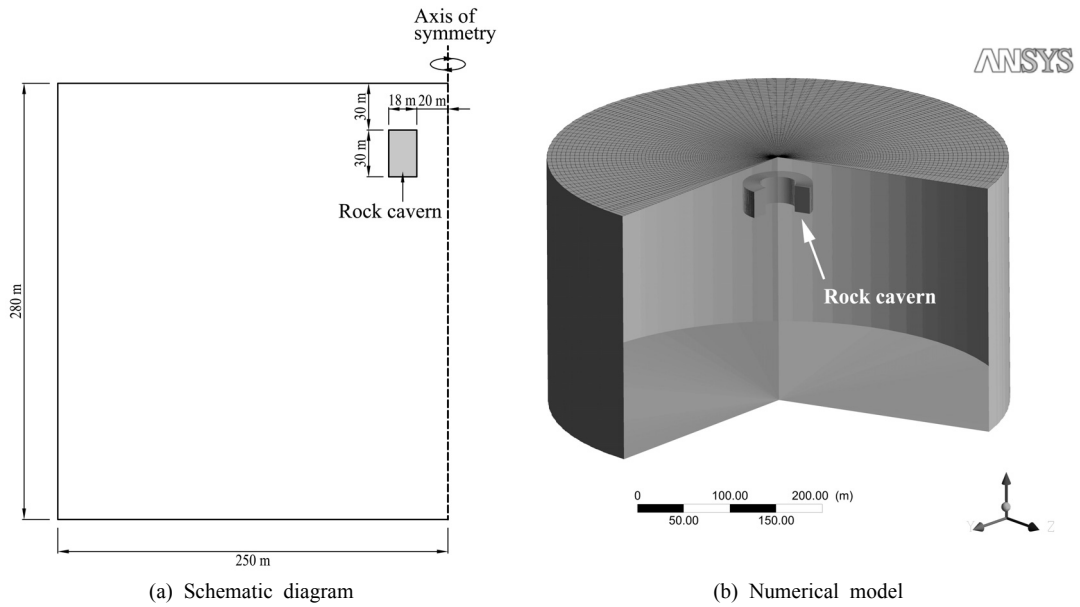 Axis of
symmetry
18 m
20 m
30 m
30 m
Rock cavern
280 m
250 m
(a) Schematic diagram
ANSYS
Rock cavern
0
100.00
200.00 (m)
50.00
150.00
Y
Z
(b) Numerical model